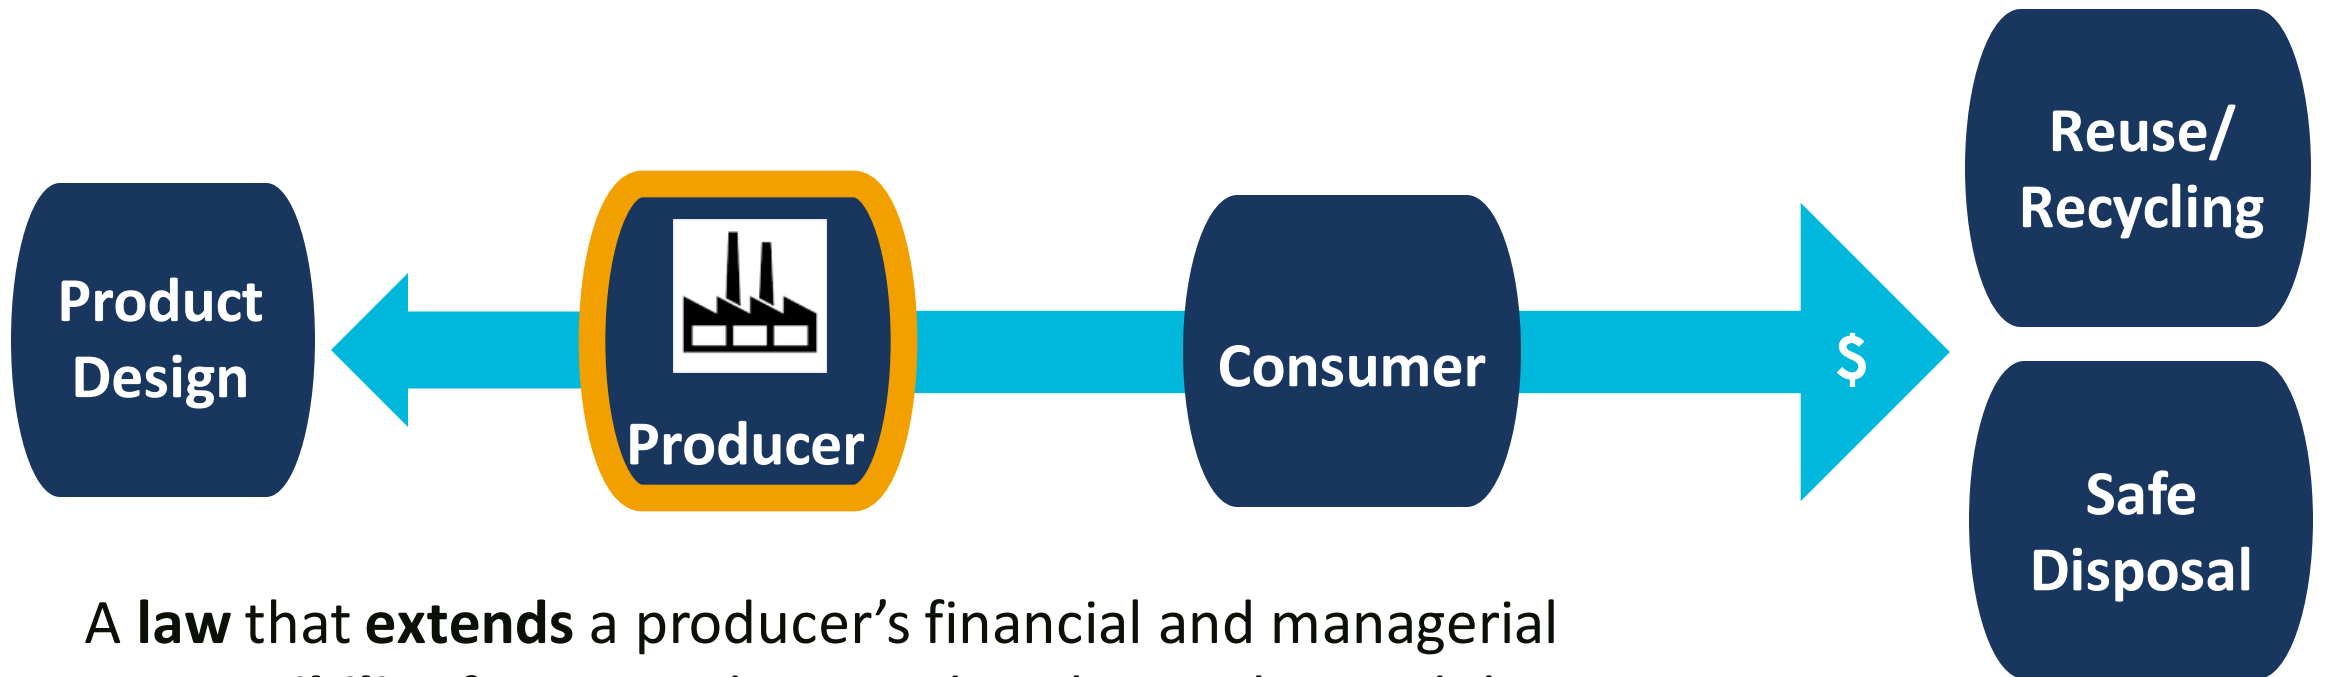 Product
Design
Producer
Consumer
$
Reuse/
Recycling
Safe
Disposal
A law that extends a producer’s financial and managerial